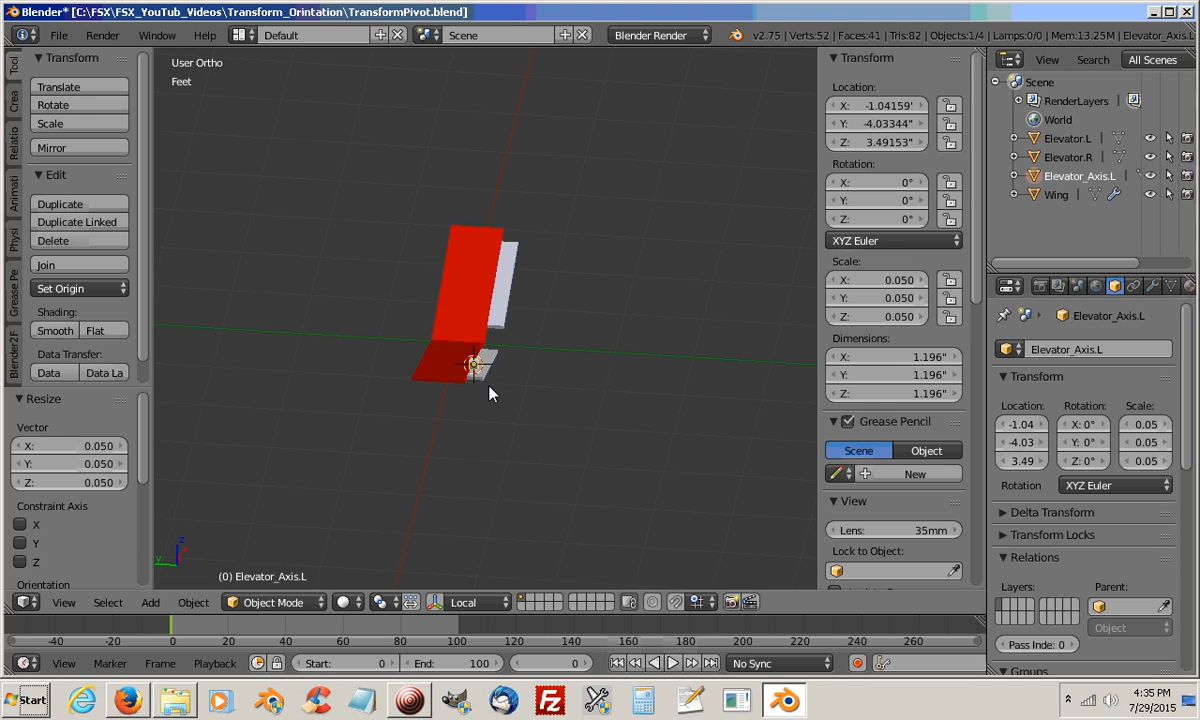 Blender* [C:\FSX\FSX_YouTub_Videos\Transform_Orintation\TransformPivot.blend]
File Render Window Help Default Scene Blender Render v2.75 | Verts:52 | Faces:41 | Tris:82 | Objects:1/4 | Lamps:0/0 | Mem:13.25M | Elevator_Axis.L
Tool
Crea
Relatio
Animati
Physi
Grease Pe
Blender2F
Transform
Translate
Rotate
Scale
Mirror
Edit
Duplicate
Duplicate Linked
Delete
Join
Set Origin
Shading:
Smooth Flat
Data Transfer:
Data Data La
Resize
Vector
X: 0.050
Y: 0.050
Z: 0.050
Constraint Axis
X
Y
Z
Orientation
User Ortho
Feet
z
y
(0) Elevator_Axis.L
Transform
Location:
X: -1.04159'
Y: -4.03344"
Z: 3.49153"
Rotation:
X: 0°
Y: 0°
Z: 0°
XYZ Euler
Scale:
X: 0.050
Y: 0.050
Z: 0.050
Dimensions:
X: 1.196"
Y: 1.196"
Z: 1.196"
Grease Pencil
Scene Object
New
View
Lens: 35mm
Lock to Object:
View Search All Scenes
Scene
RenderLayers
World
Elevator.L
Elevator.R
Elevator_Axis.L
Wing
Elevator_Axis.L
Elevator_Axis.L
Transform
Location: Rotation: Scale:
-1.04 X: 0° 0.05
-4.03 Y: 0° 0.05
3.49 Z: 0° 0.05
Rotation XYZ Euler
Delta Transform
Transform Locks
Relations
Layers: Parent:
Object
Pass Inde: 0
Groups
View Select Add Object Object Mode Local
-40 -20 0 20 40 60 80 100 120 140 160 180 200 220 240 260
View Marker Frame Playback Start: 0 End: 100 0 No Sync
Start
4:35 PM
7/29/2015